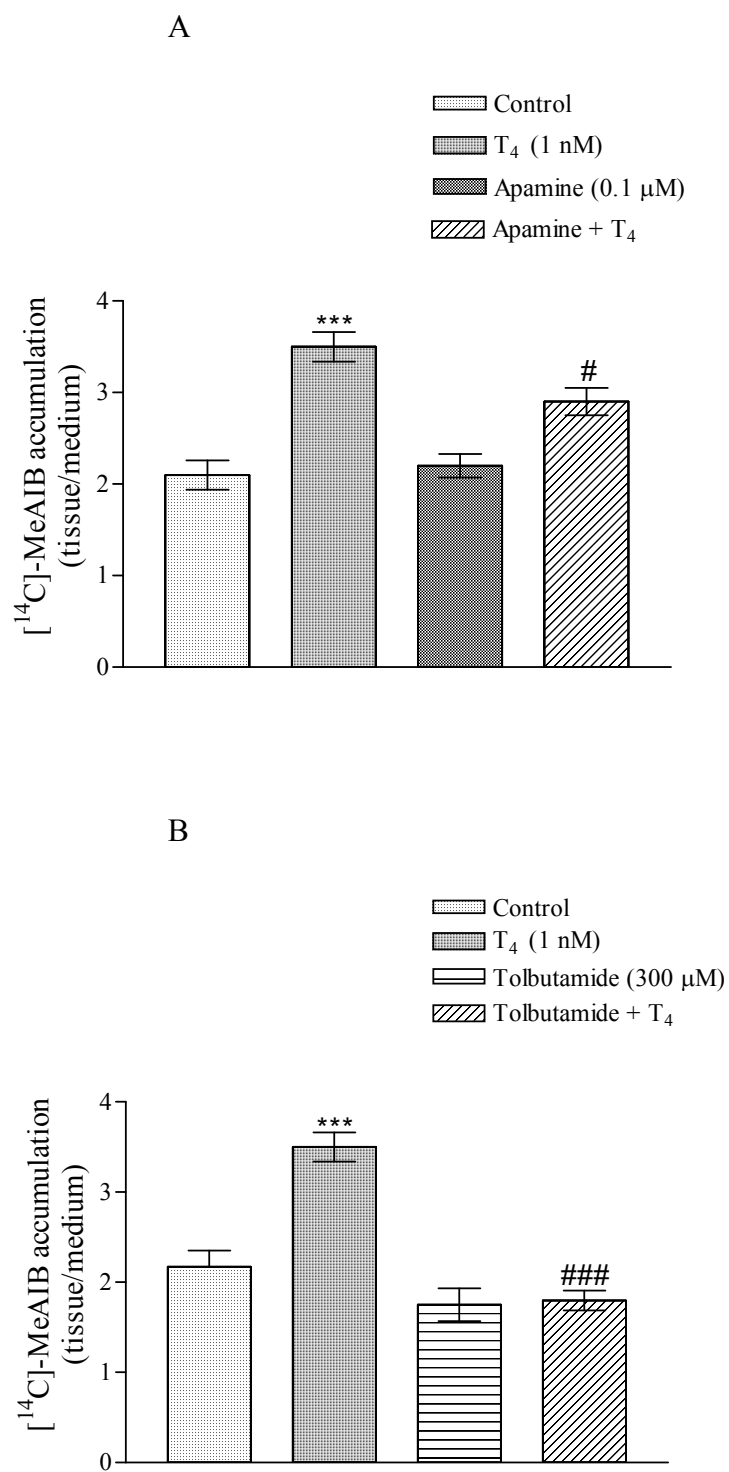 A
Control
T₄ (1 nM)
Apamine (0.1 μM)
Apamine + T₄
[¹⁴C]-MeAIB accumulation
(tissue/medium)
4
3
2
1
0
***
#
B
Control
T₄ (1 nM)
Tolbutamide (300 μM)
Tolbutamide + T₄
[¹⁴C]-MeAIB accumulation
(tissue/medium)
4
3
2
1
0
***
###